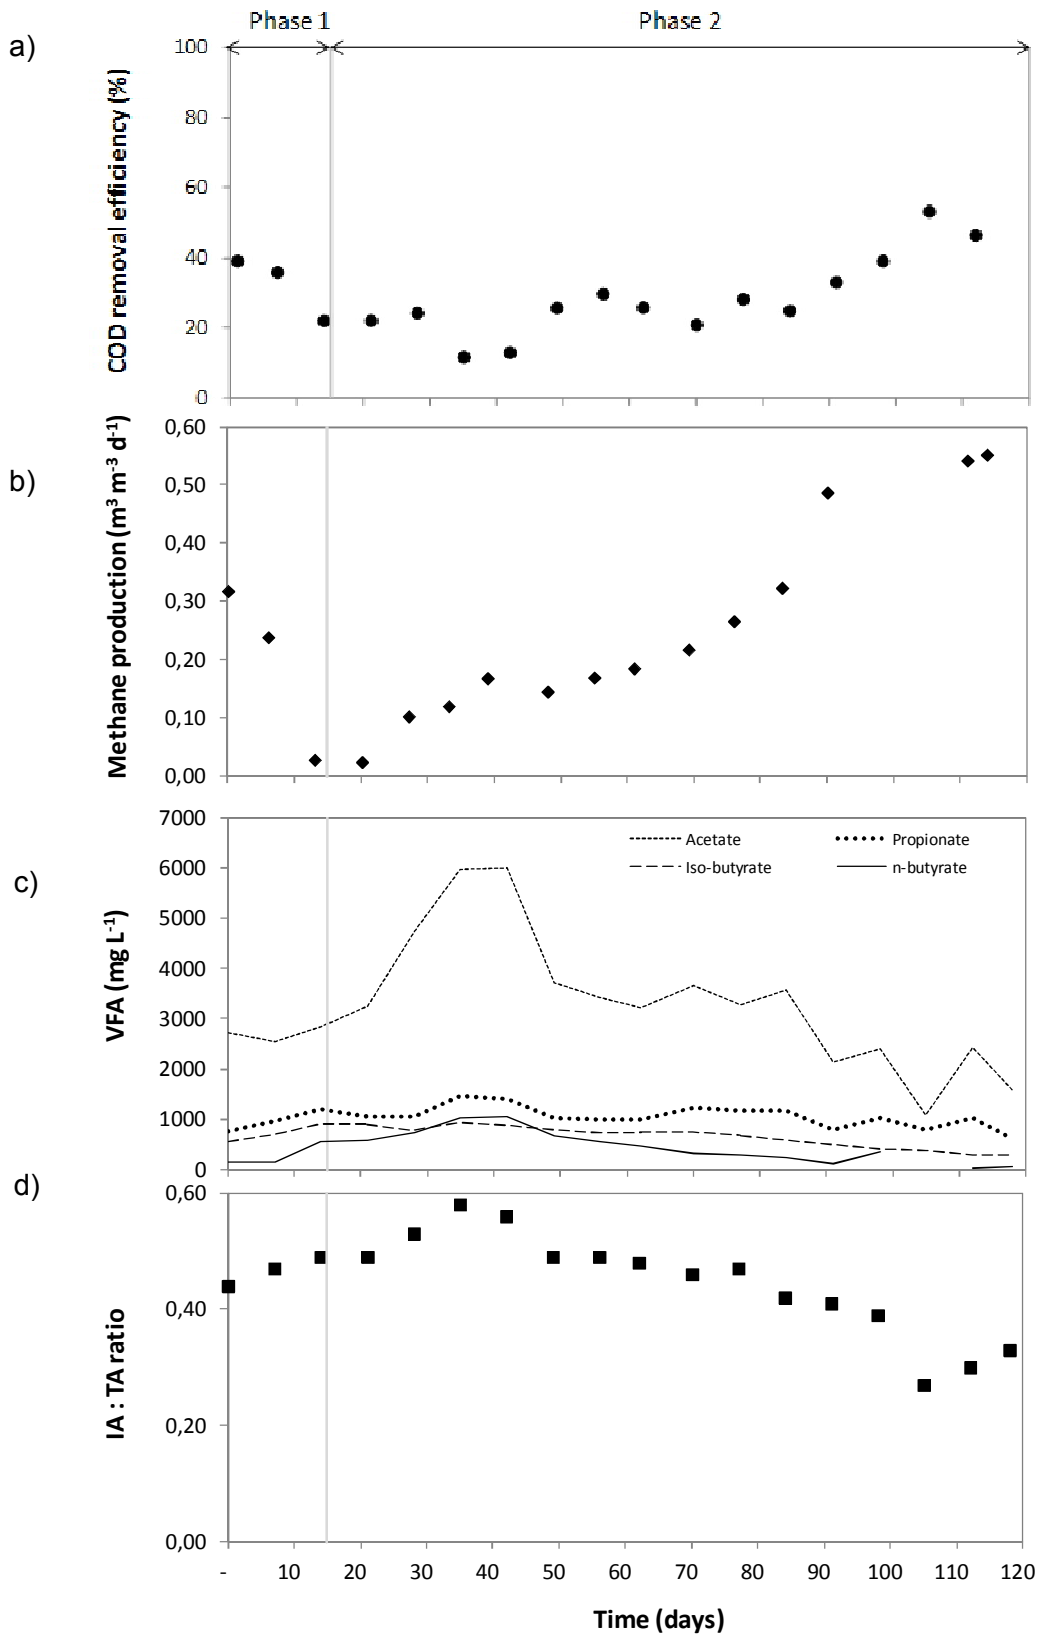 Phase 1 Phase 2
a)
COD removal efficiency (%)
100
80
60
40
20
0
b)
Methane production (m³ m⁻³ d⁻¹)
0,60
0,50
0,40
0,30
0,20
0,10
0,00
c)
VFA (mg L⁻¹)
7000
6000
5000
4000
3000
2000
1000
0
Acetate Propionate
Iso-butyrate n-butyrate
d)
IA : TA ratio
0,60
0,40
0,20
0,00
- 10 20 30 40 50 60 70 80 90 100 110 120
Time (days)